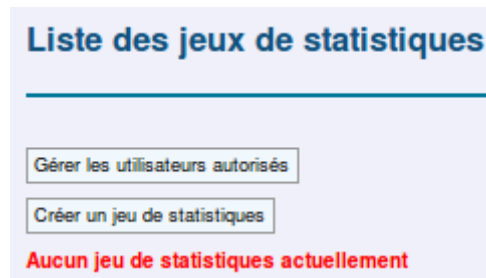 Liste des jeux de statistiques
Gérer les utilisateurs autorisés
Créer un jeu de statistiques
Aucun jeu de statistiques actuellement